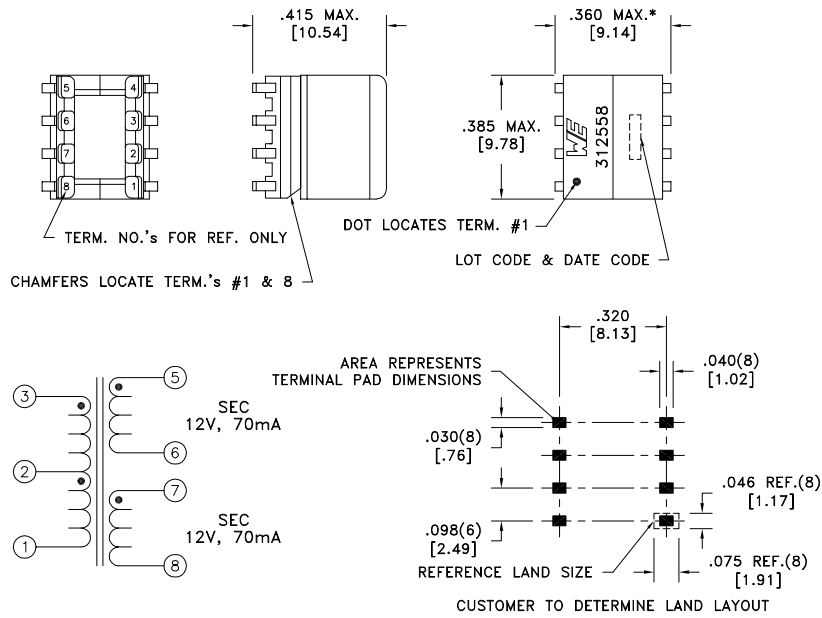 .415 MAX.
[10.54]
.360 MAX.*
[9.14]
5
4
6
3
7
2
8
1
.385 MAX.
[9.78]
WE
312558
TERM. NO.'s FOR REF. ONLY
CHAMFERS LOCATE TERM.'s #1 & 8
DOT LOCATES TERM. #1
LOT CODE & DATE CODE
3
2
1
5
SEC
12V, 70mA
6
7
SEC
12V, 70mA
8
.320
[8.13]
AREA REPRESENTS
TERMINAL PAD DIMENSIONS
.040(8)
[1.02]
.030(8)
[.76]
.046 REF.(8)
[1.17]
.098(6)
[2.49]
REFERENCE LAND SIZE
.075 REF.(8)
[1.91]
CUSTOMER TO DETERMINE LAND LAYOUT